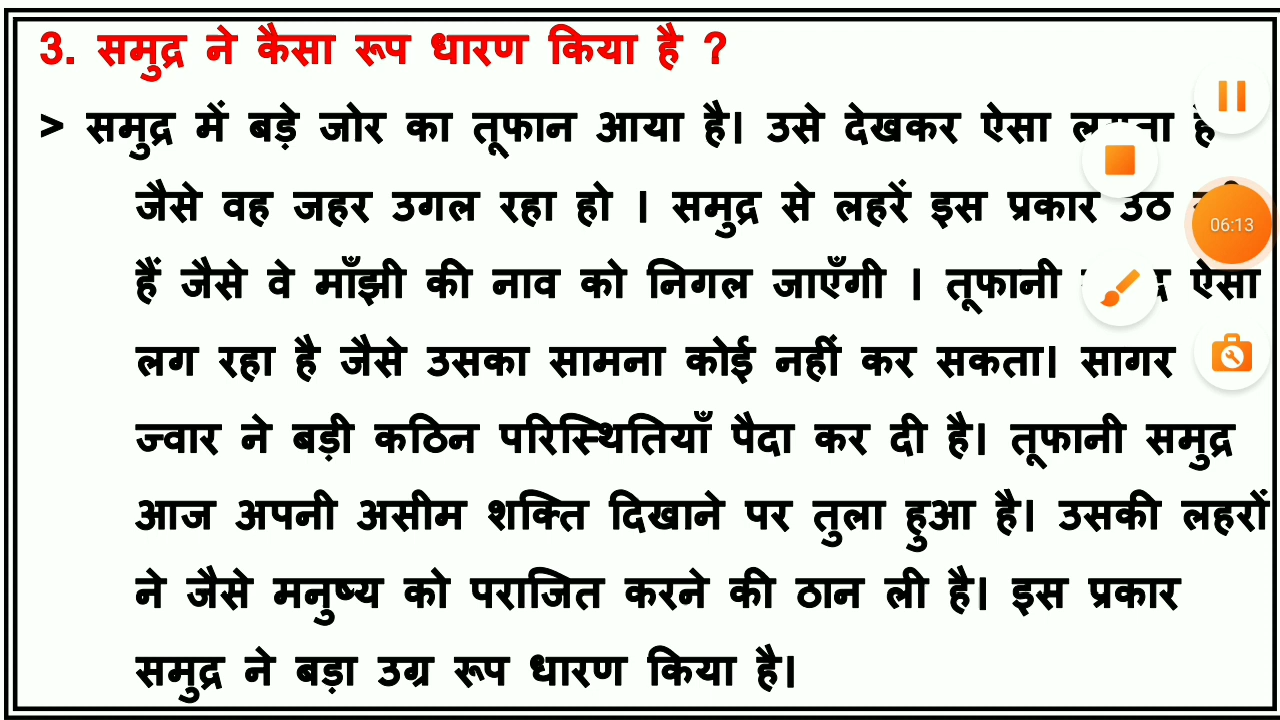 3. समुद्र ने कैसा रूप धारण किया है ?
> समुद्र में बड़े जोर का तूफान आया है। उसे देखकर ऐसा है
जैसे वह जहर उगल रहा हो । समुद्र से लहरें इस प्रकार उठ
06:13
हैं जैसे वे माँझी की नाव को निगल जाएँगी । तूफानी ऐसा
लग रहा है जैसे उसका सामना कोई नहीं कर सकता। सागर
ज्वार ने बड़ी कठिन परिस्थितियाँ पैदा कर दी है। तूफानी समुद्र
आज अपनी असीम शक्ति दिखाने पर तुला हुआ है। उसकी लहरों
ने जैसे मनुष्य को पराजित करने की ठान ली है। इस प्रकार
समुद्र ने बड़ा उग्र रूप धारण किया है।